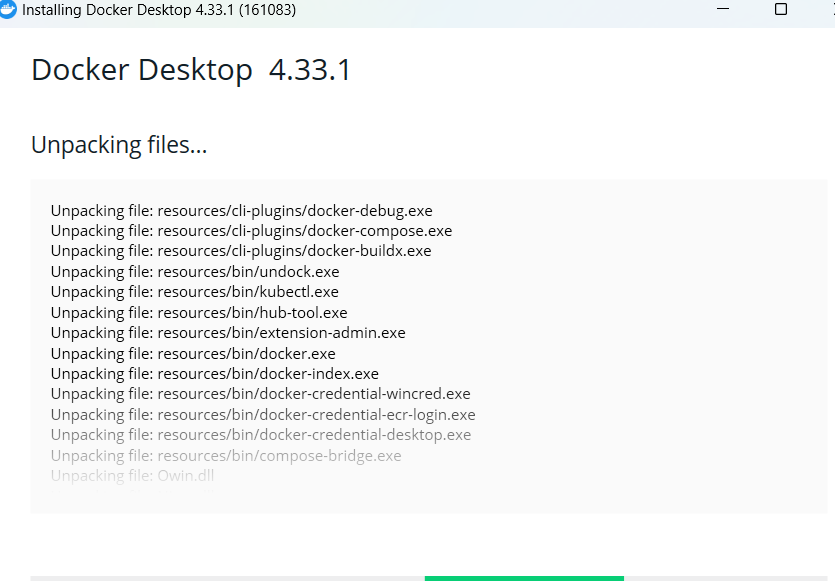 Installing Docker Desktop 4.33.1 (161083)
Docker Desktop 4.33.1
Unpacking files...
Unpacking file: resources/cli-plugins/docker-debug.exe
Unpacking file: resources/cli-plugins/docker-compose.exe
Unpacking file: resources/cli-plugins/docker-buildx.exe
Unpacking file: resources/bin/undock.exe
Unpacking file: resources/bin/kubectl.exe
Unpacking file: resources/bin/hub-tool.exe
Unpacking file: resources/bin/extension-admin.exe
Unpacking file: resources/bin/docker.exe
Unpacking file: resources/bin/docker-index.exe
Unpacking file: resources/bin/docker-credential-wincred.exe
Unpacking file: resources/bin/docker-credential-ecr-login.exe
Unpacking file: resources/bin/docker-credential-desktop.exe
Unpacking file: resources/bin/compose-bridge.exe
Unpacking file: Owin.dll